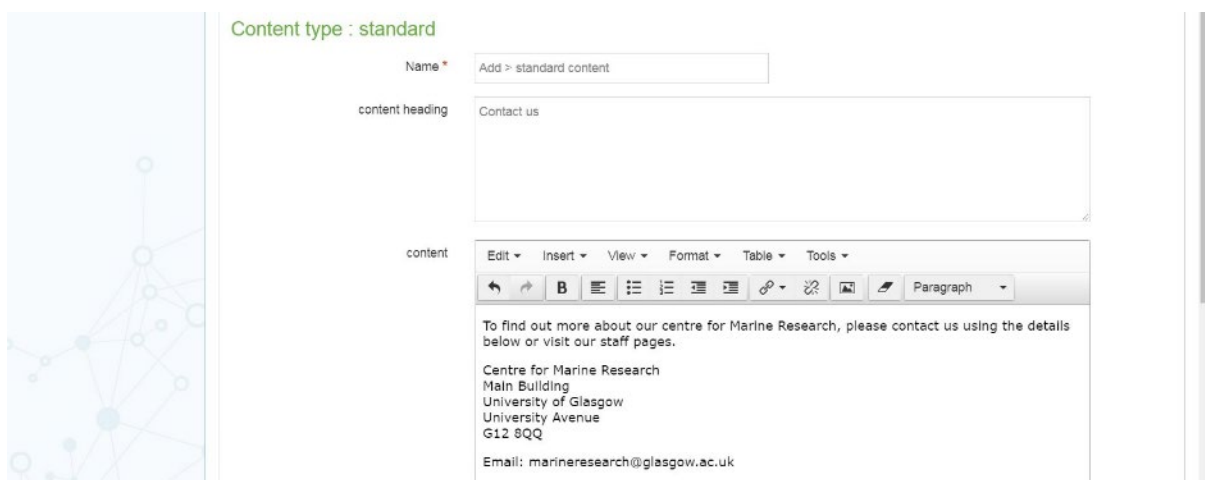 Content type : standard
Name *
Add > standard content
content heading
Contact us
content
Edit Insert View Format Table Tools
B Paragraph
To find out more about our centre for Marine Research, please contact us using the details
below or visit our staff pages.
Centre for Marine Research
Main Building
University of Glasgow
University Avenue
G12 8QQ
Email: marineresearch@glasgow.ac.uk